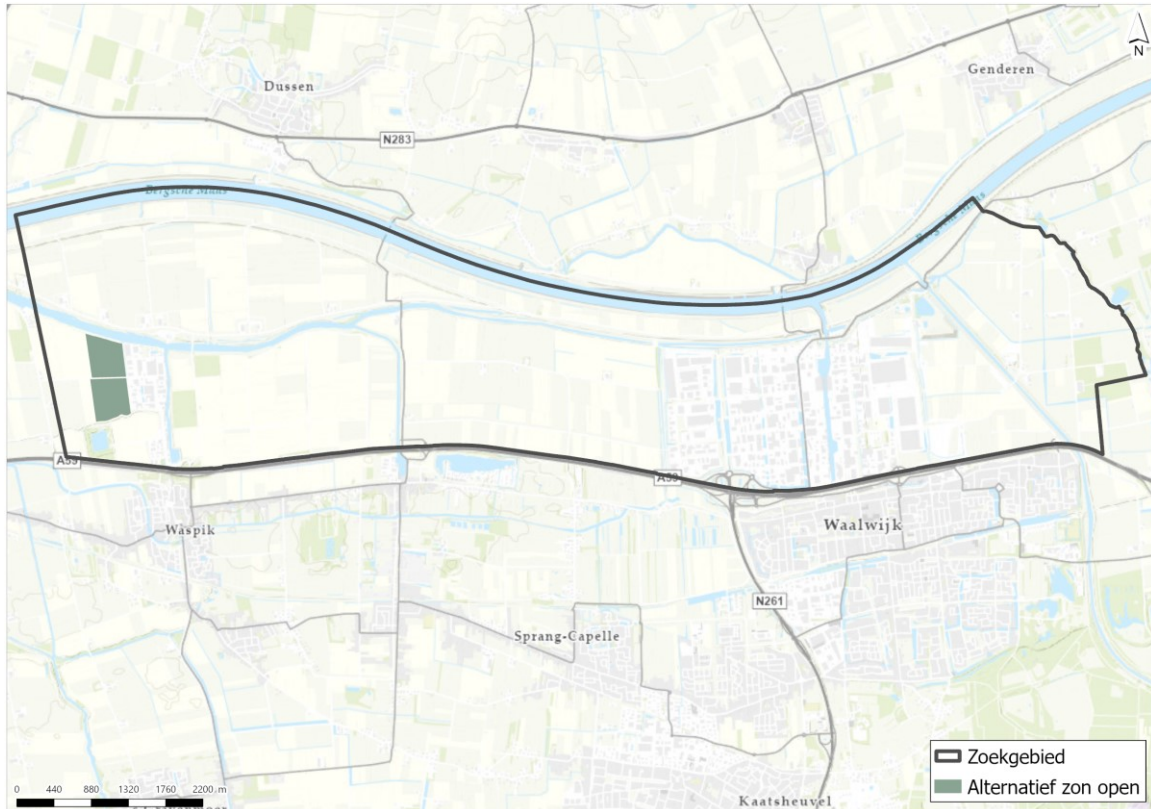 N
Genderen
Dussen
N283
Bergsche Maas
A59
A59
Waspik
Waalwijk
N261
Sprang-Capelle
Zoekgebied
Alternatief zon open
0 440 880 1320 1760 2200 m
Kaatsheuvel